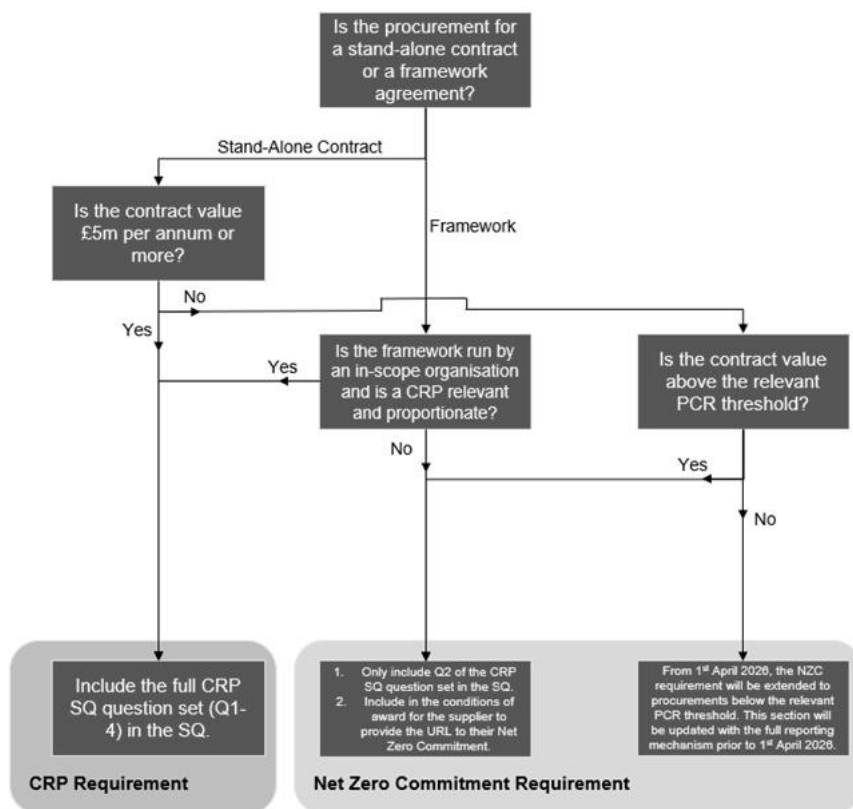 Is the procurement for
a stand-alone contract
or a framework
agreement?
Stand-Alone Contract
Is the contract value
£5m per annum or
more?
Framework
No
Yes
Is the framework run by
an in-scope organisation
and is a CRP relevant
and proportionate?
Yes
Is the contract value
above the relevant
PCR threshold?
No
Yes
No
Include the full CRP
SQ question set (Q1-
4) in the SQ.
1. Only include Q2 of the CRP
SQ question set in the SQ.
2. Include in the conditions of
award for the supplier to
provide the URL to their Net
Zero Commitment.
From 1st April 2026, the NZC
requirement will be extended to
procurements below the relevant
PCR threshold. This section will
be updated with the full reporting
mechanism prior to 1st April 2026.
CRP Requirement
Net Zero Commitment Requirement